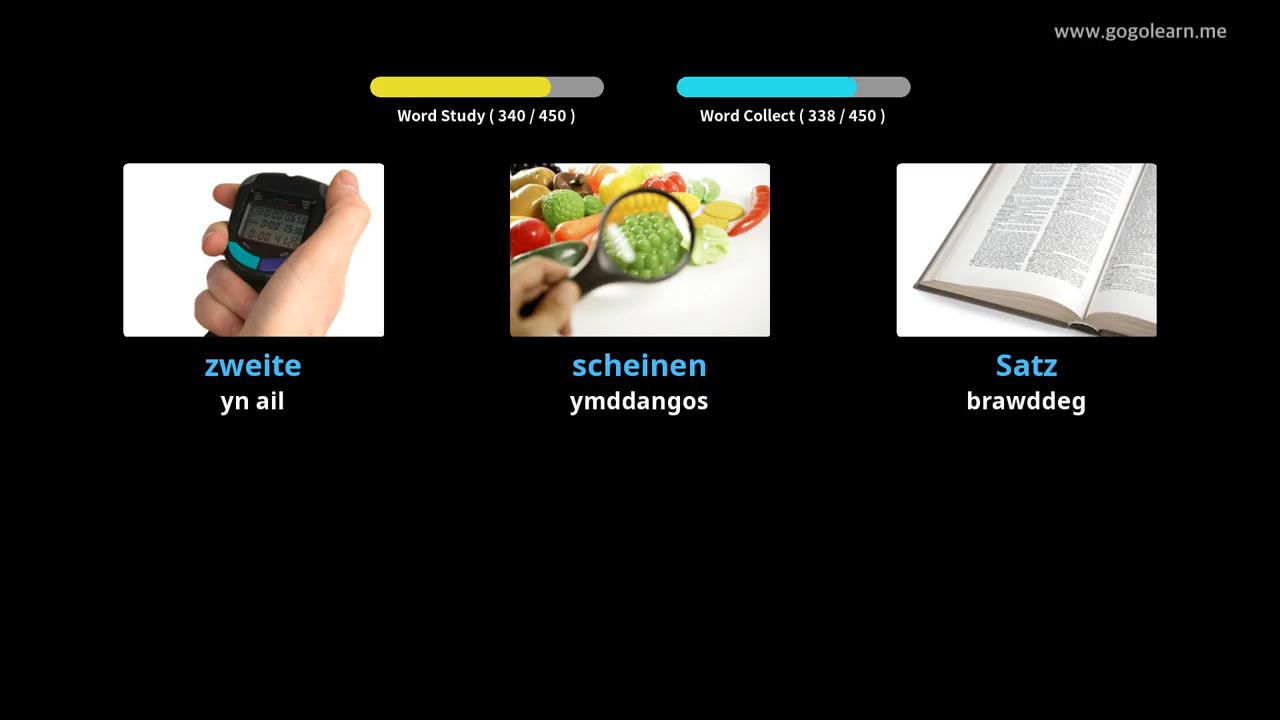 www.gogolearn.me
Word Study ( 340 / 450 )
Word Collect ( 338 / 450 )
zweite
yn ail
scheinen
ymddangos
Satz
brawddeg